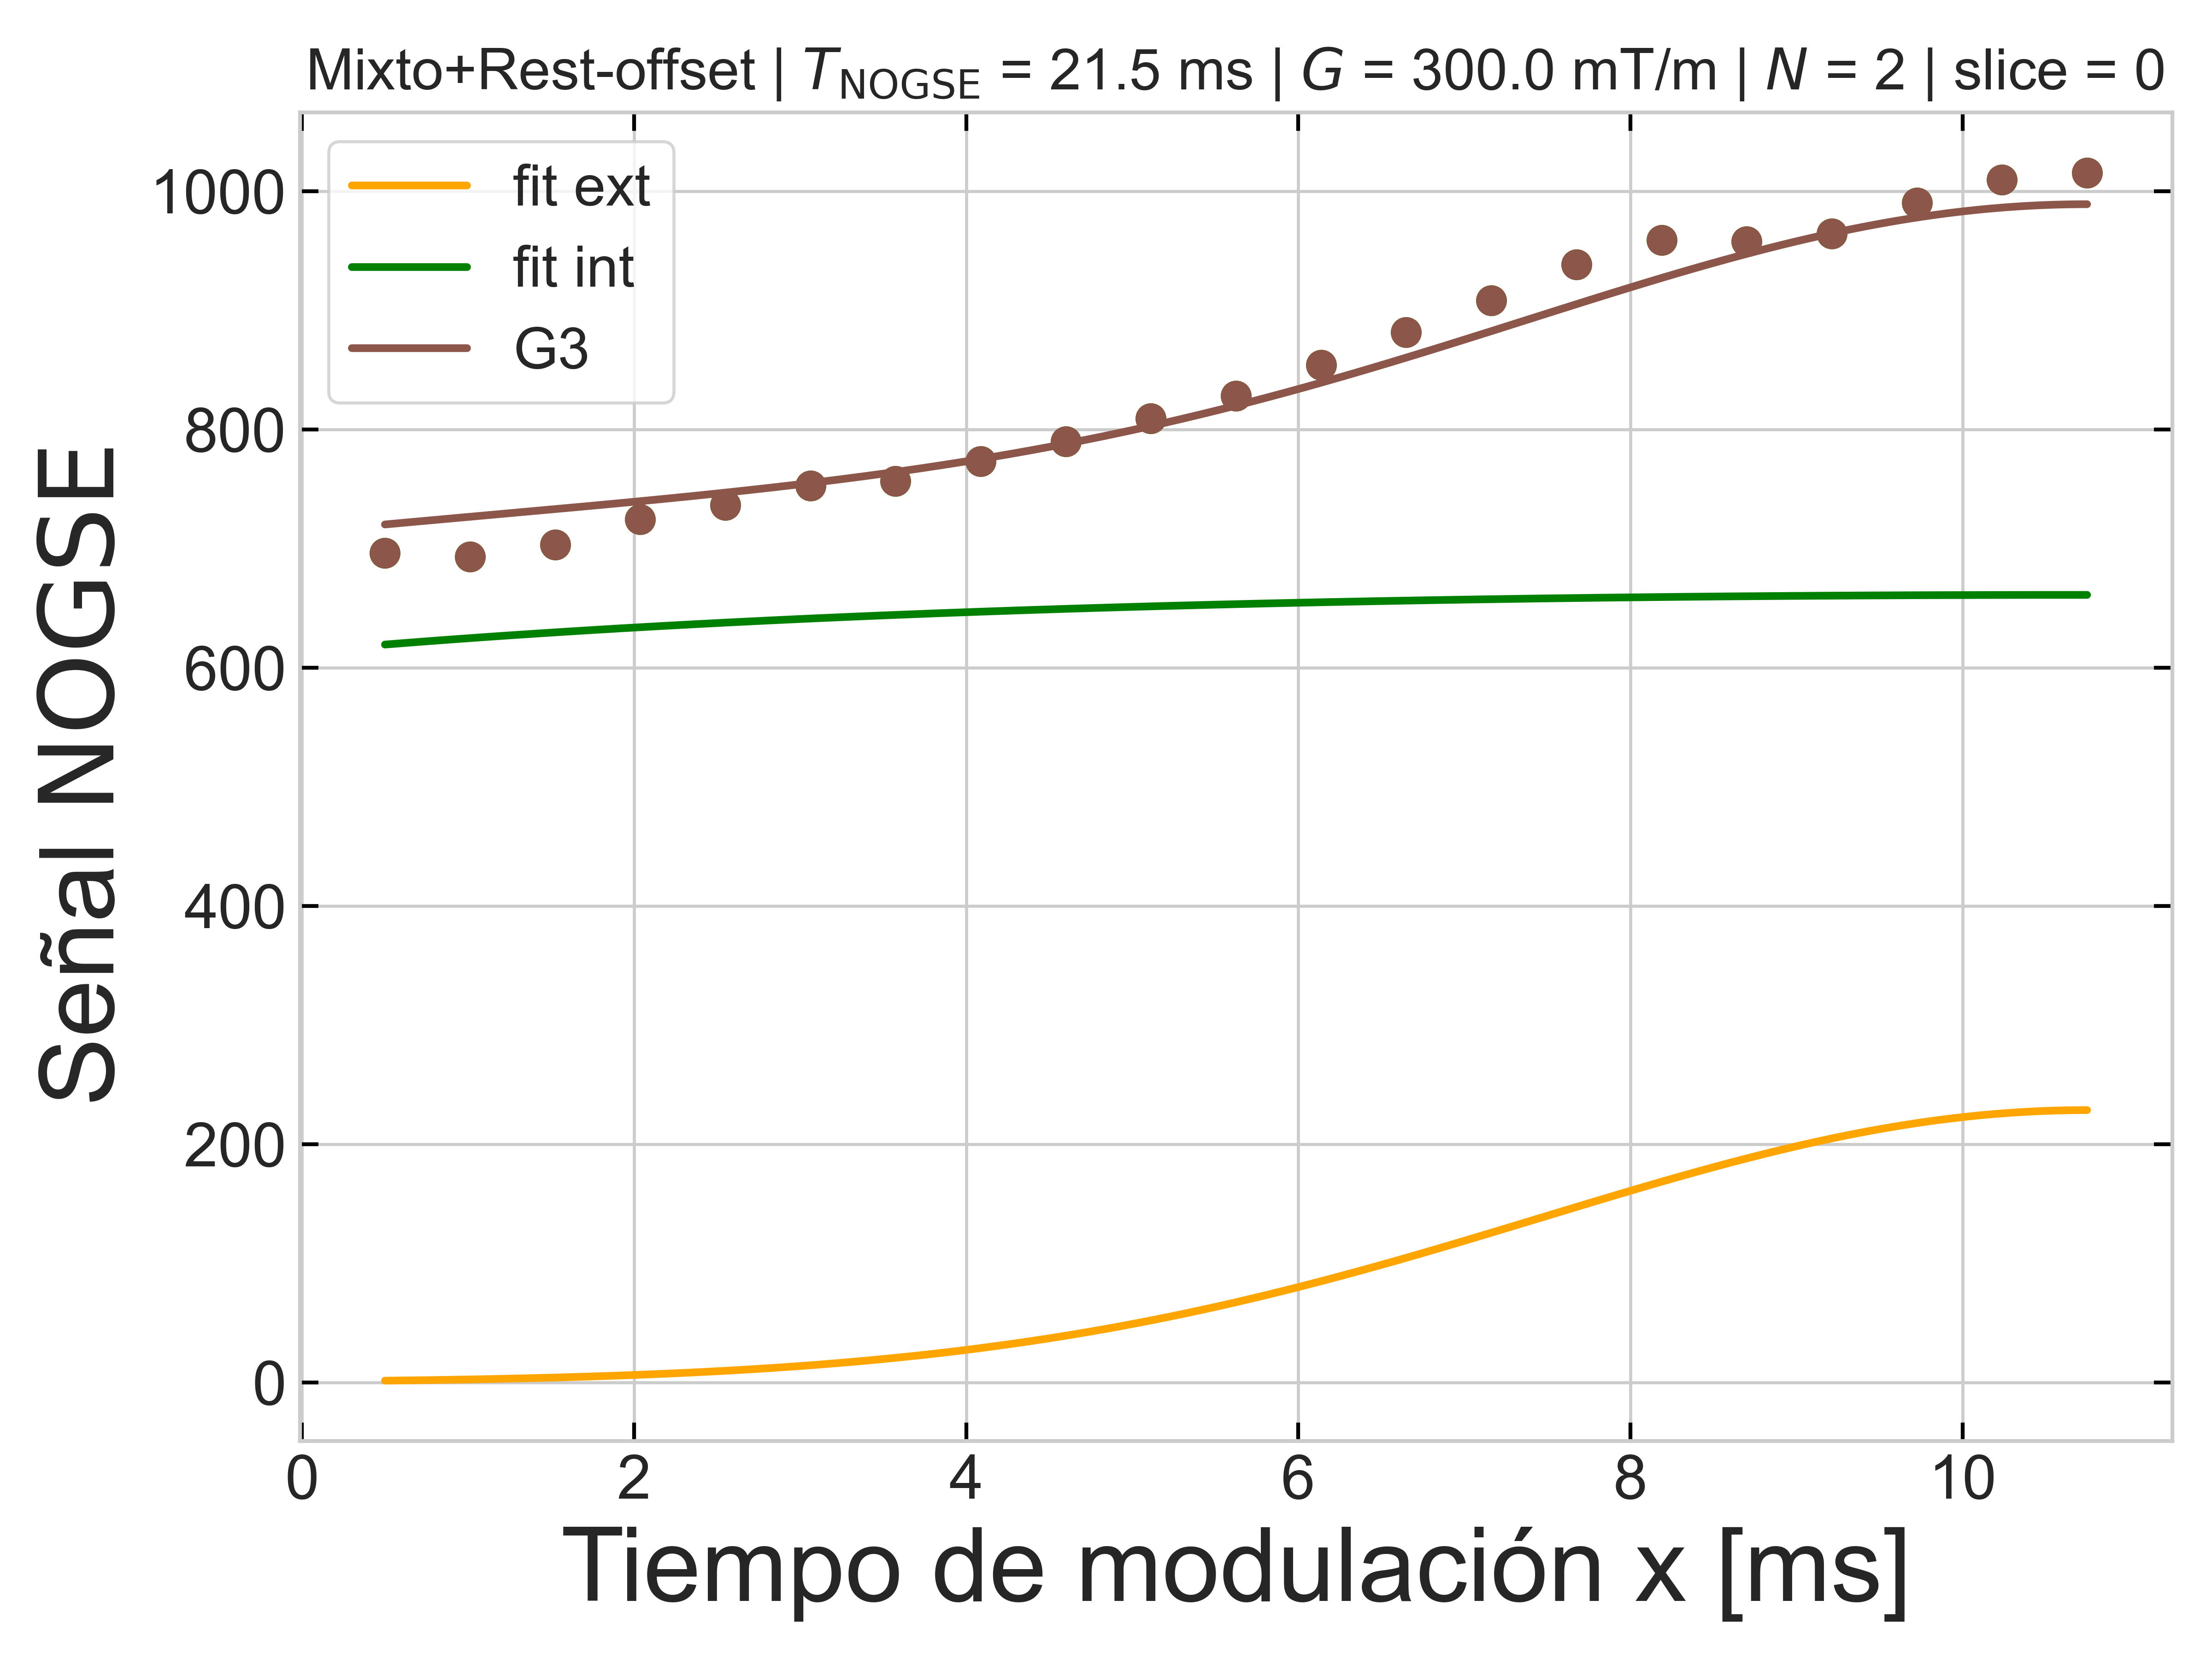 Mixto+Rest-offset | T_NOGSE = 21.5 ms | G = 300.0 mT/m | N = 2 | slice = 0
fit ext
fit int
G3
Señal NOGSE
1000
800
600
400
200
0
0 2 4 6 8 10
Tiempo de modulación x [ms]